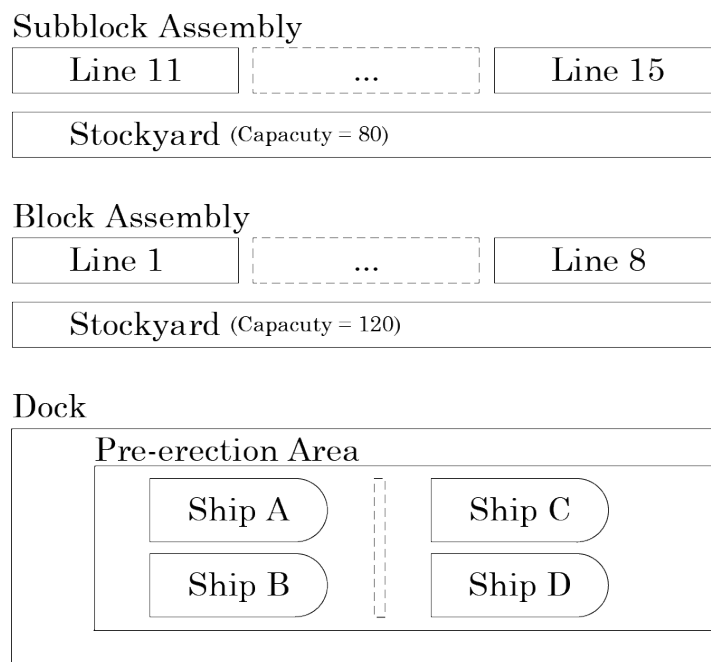 Subblock Assembly
Line 11 ... Line 15
Stockyard (Capacuty = 80)
Block Assembly
Line 1 ... Line 8
Stockyard (Capacuty = 120)
Dock
Pre-erection Area
Ship A Ship C
Ship B Ship D